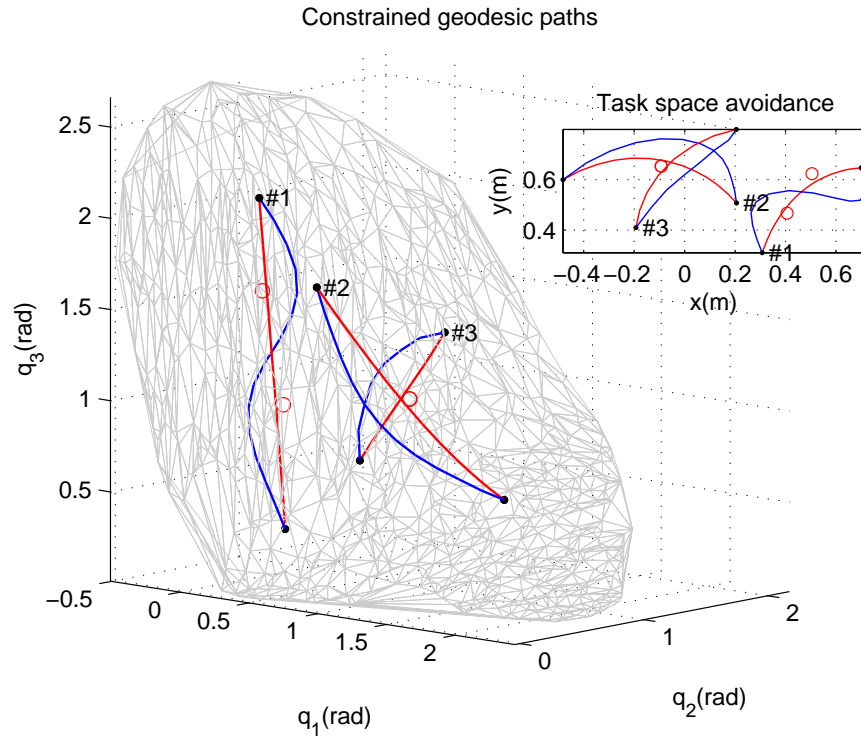 Constrained geodesic paths
Task space avoidance
2.5
2
1.5
1
0.5
q3(rad)
#1
#2
#3
0.6
0.4
y(m)
#2
#3
#1
−0.4 −0.2 0 0.2 0.4 0.6
x(m)
−0.5 0 0.5 1 1.5 2
q1(rad)
0 1 2
q2(rad)